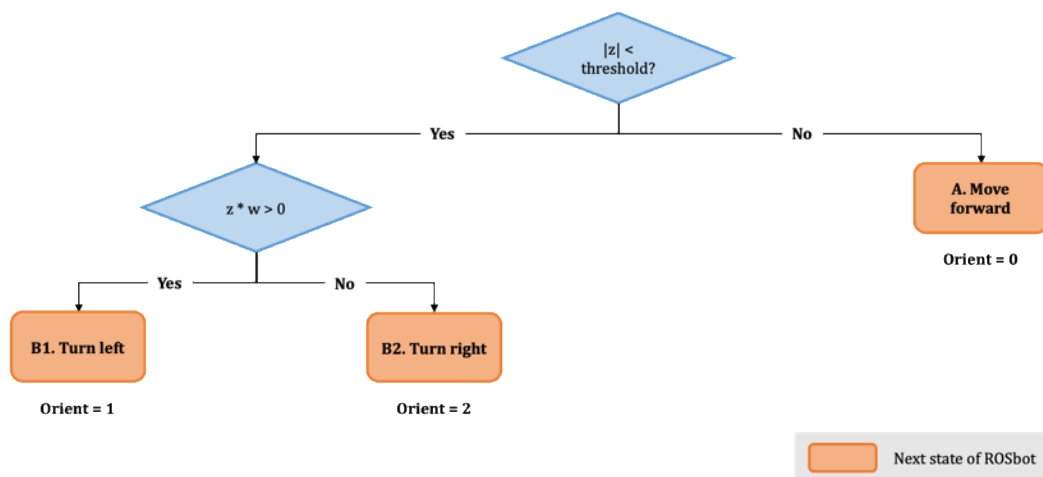 |z| <
threshold?
Yes
No
z * w > 0
A. Move
forward
Orient = 0
Yes
No
B1. Turn left
B2. Turn right
Orient = 1
Orient = 2
Next state of ROSbot